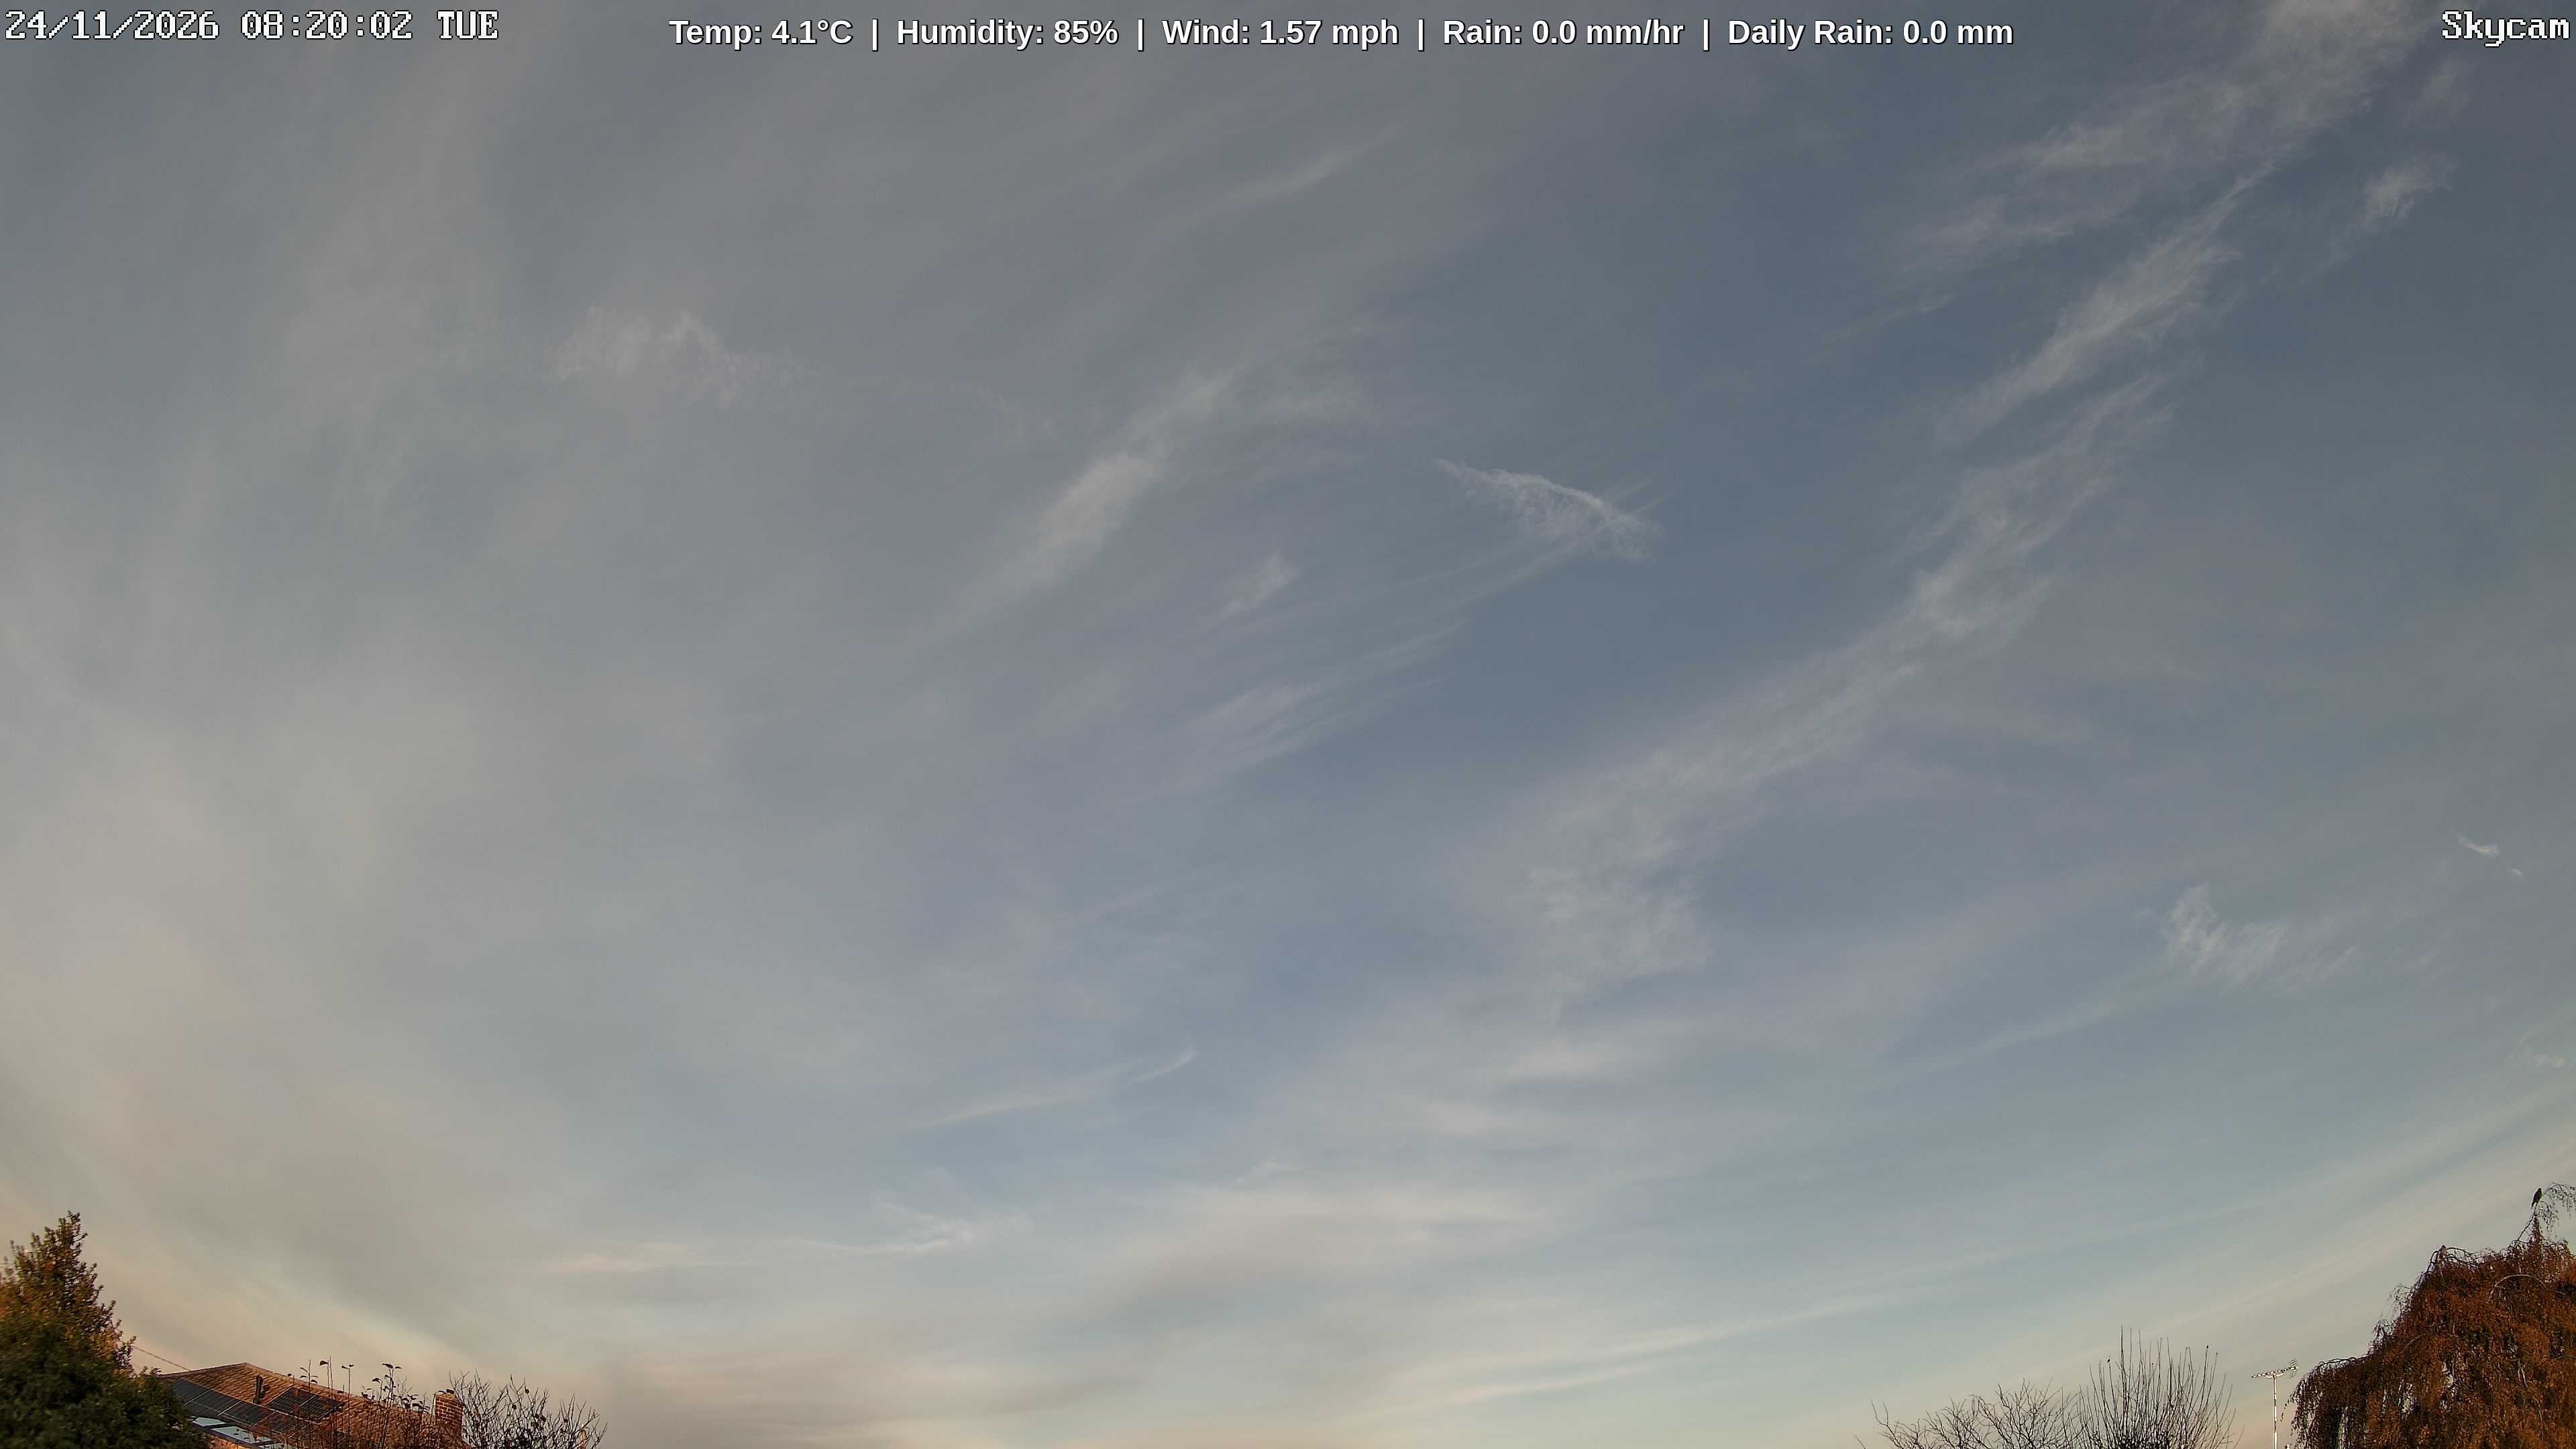 24/11/2026 08:20:02 TUE
Temp: 4.1°C | Humidity: 85% | Wind: 1.57 mph | Rain: 0.0 mm/hr | Daily Rain: 0.0 mm
Skycam